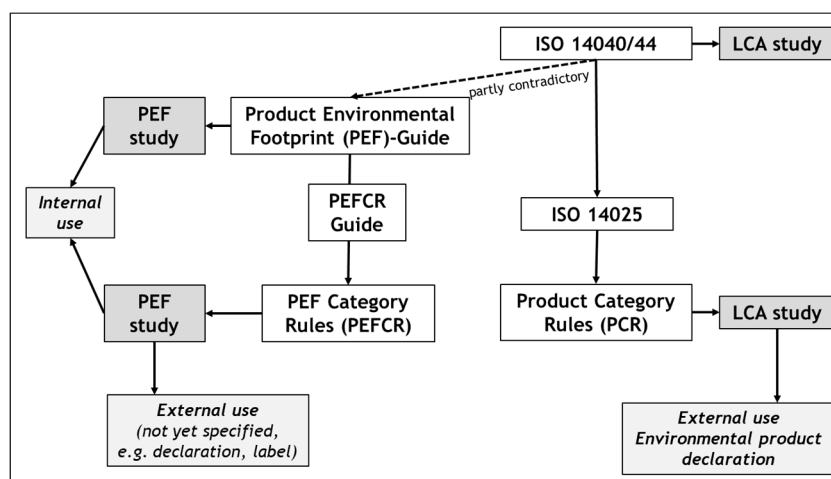 ISO 14040/44
LCA study
partly contradictory
PEF
study
Product Environmental
Footprint (PEF)-Guide
Internal
use
PEFCR
Guide
ISO 14025
PEF
study
PEF Category
Rules (PEFCR)
Product Category
Rules (PCR)
LCA study
External use
(not yet specified,
e.g. declaration, label)
External use
Environmental product
declaration